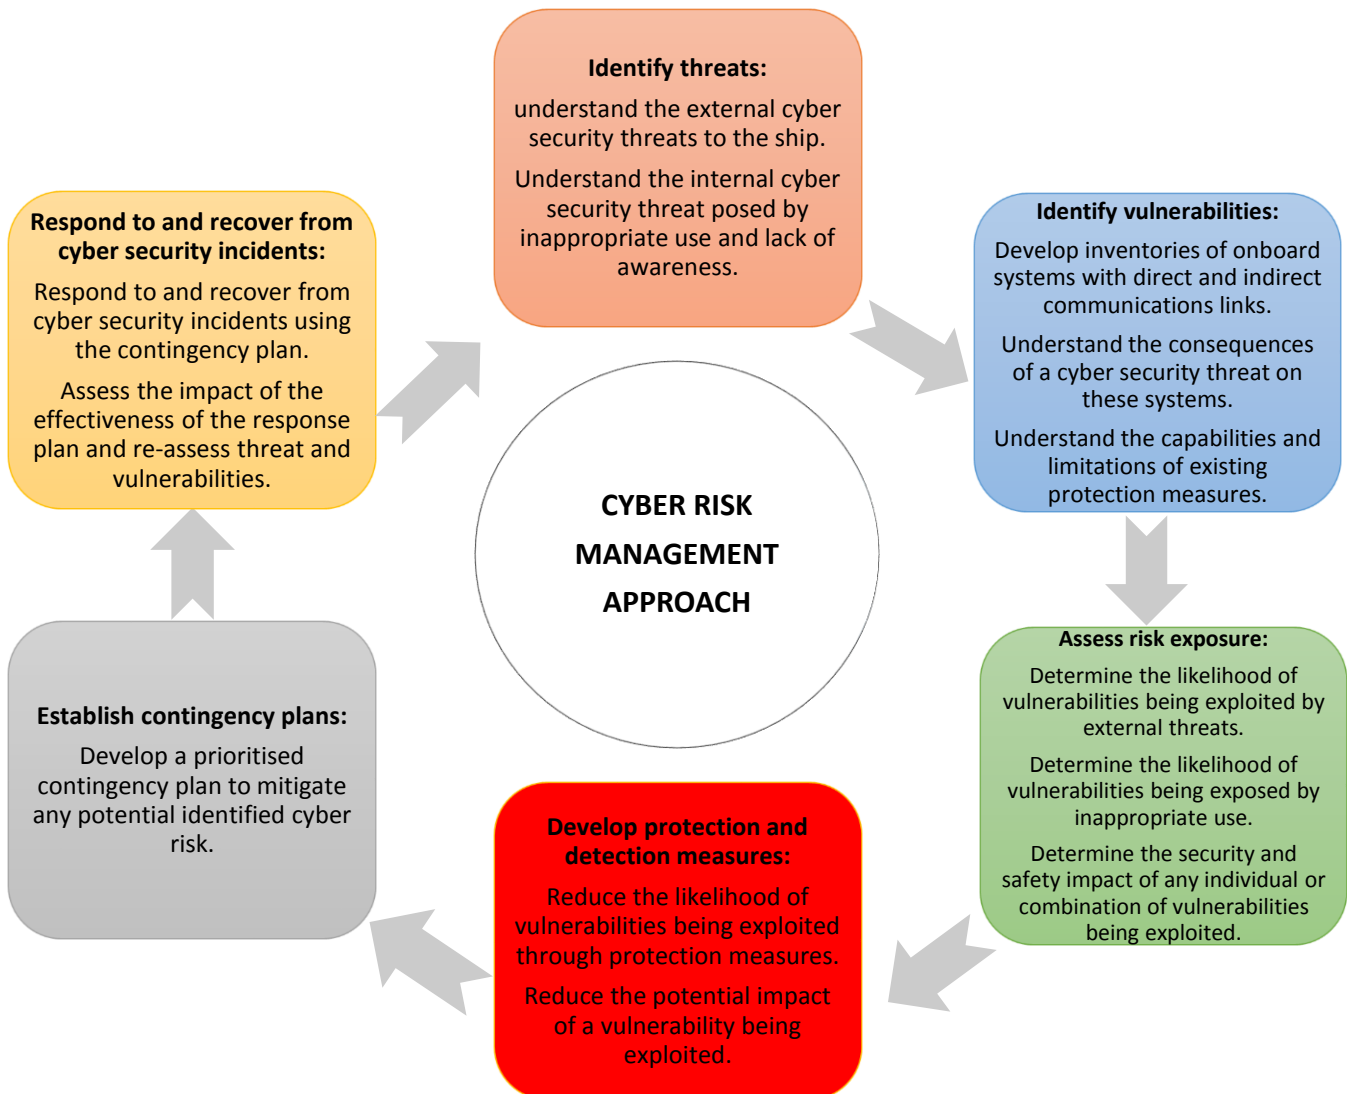 Identify threats:
understand the external cyber
security threats to the ship.
Understand the internal cyber
security threat posed by
inappropriate use and lack of
awareness.
Identify vulnerabilities:
Develop inventories of onboard
systems with direct and indirect
communications links.
Understand the consequences
of a cyber security threat on
these systems.
Understand the capabilities and
limitations of existing
protection measures.
Assess risk exposure:
Determine the likelihood of
vulnerabilities being exploited by
external threats.
Determine the likelihood of
vulnerabilities being exposed by
inappropriate use.
Determine the security and
safety impact of any individual or
combination of vulnerabilities
being exploited.
Develop protection and
detection measures:
Reduce the likelihood of
vulnerabilities being exploited
through protection measures.
Reduce the potential impact
of a vulnerability being
exploited.
Establish contingency plans:
Develop a prioritised
contingency plan to mitigate
any potential identified cyber
risk.
Respond to and recover from
cyber security incidents:
Respond to and recover from
cyber security incidents using
the contingency plan.
Assess the impact of the
effectiveness of the response
plan and re-assess threat and
vulnerabilities.
CYBER RISK
MANAGEMENT
APPROACH